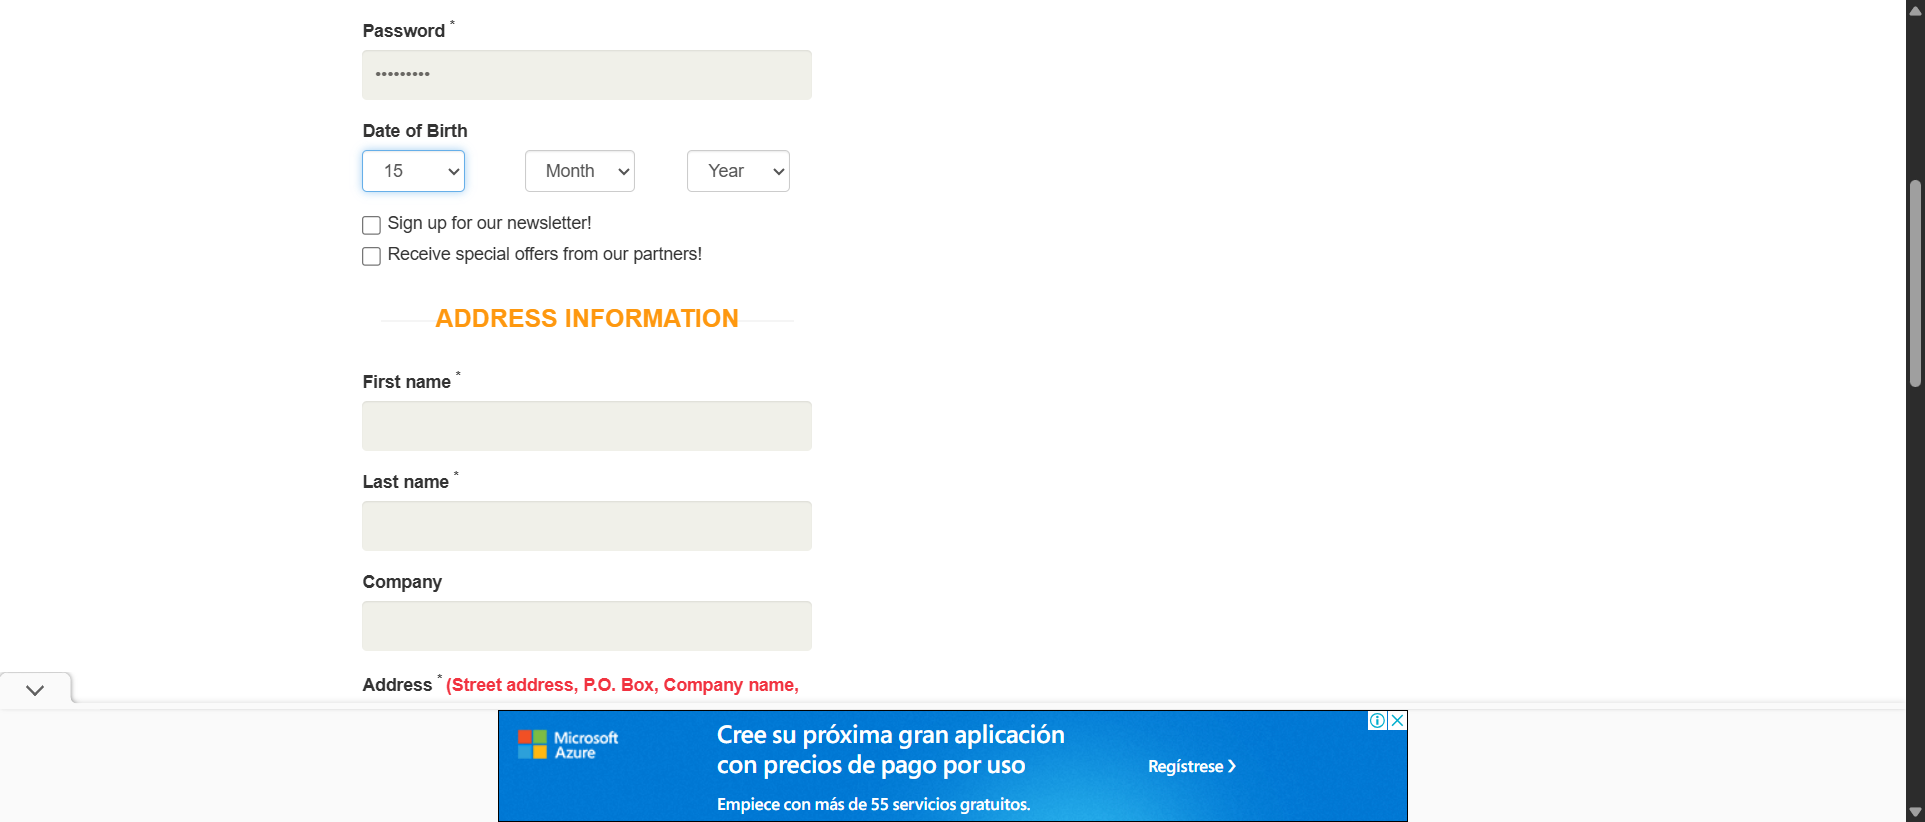 Password *
•••••••••
Date of Birth
15 Month Year
Sign up for our newsletter!
Receive special offers from our partners!
ADDRESS INFORMATION
First name *
Last name *
Company
Address * (Street address, P.O. Box, Company name,
Microsoft
Azure
Cree su próxima gran aplicación
con precios de pago por uso
Empiece con más de 55 servicios gratuitos.
Regístrese